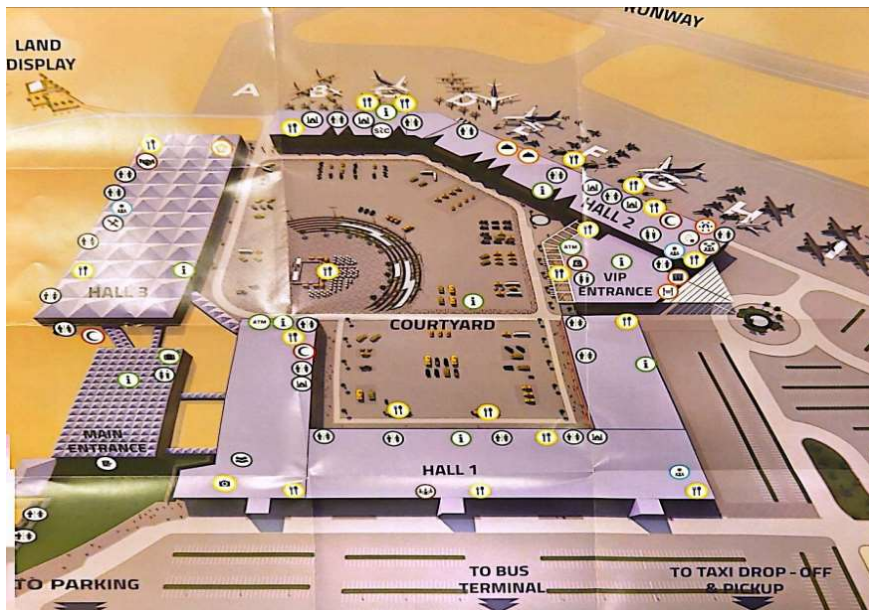 RUNWAY
LAND
DISPLAY
A
B
C
D
E
F
G
H
STC
HALL 2
ATM
VIP
ENTRANCE
HALL 3
COURTYARD
ATM
MAIN
ENTRANCE
HALL 1
TO PARKING
TO BUS
TERMINAL
TO TAXI DROP-OFF
& PICKUP